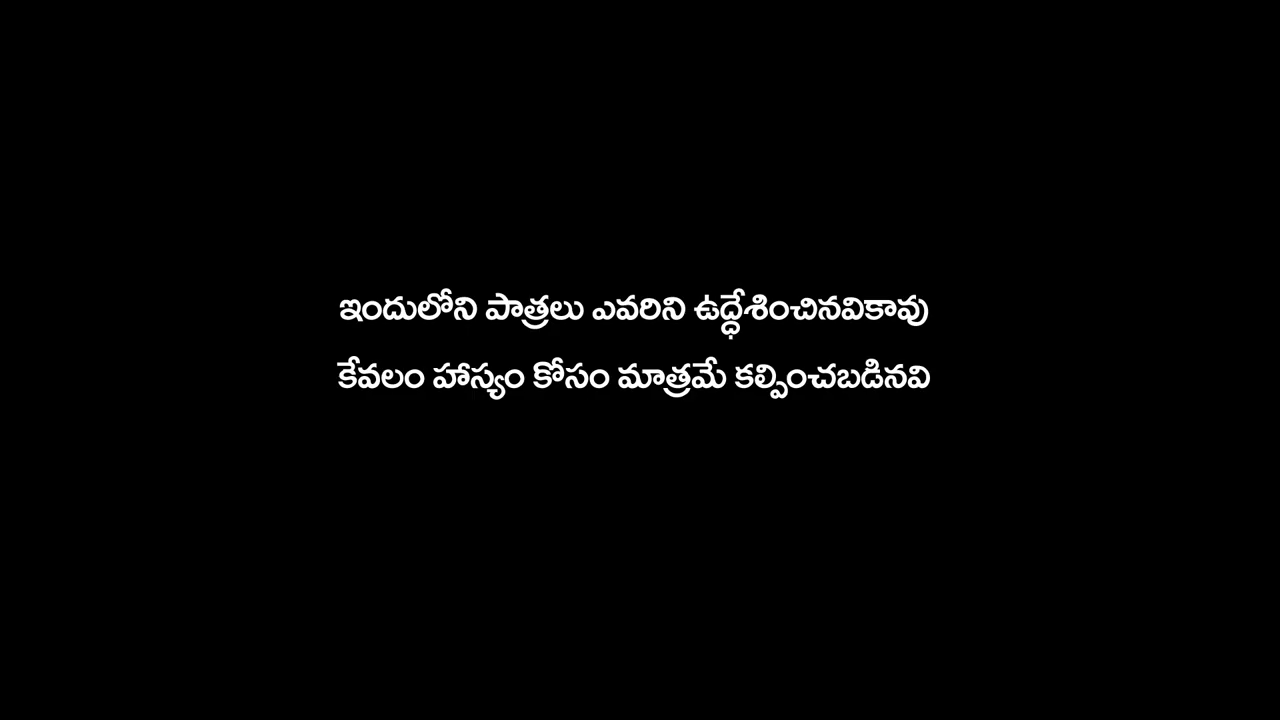 ఇందులోని పాత్రలు ఎవరిని ఉద్ధేశించినవికావు
కేవలం హాస్యం కోసం మాత్రమే కల్పించబడినవి